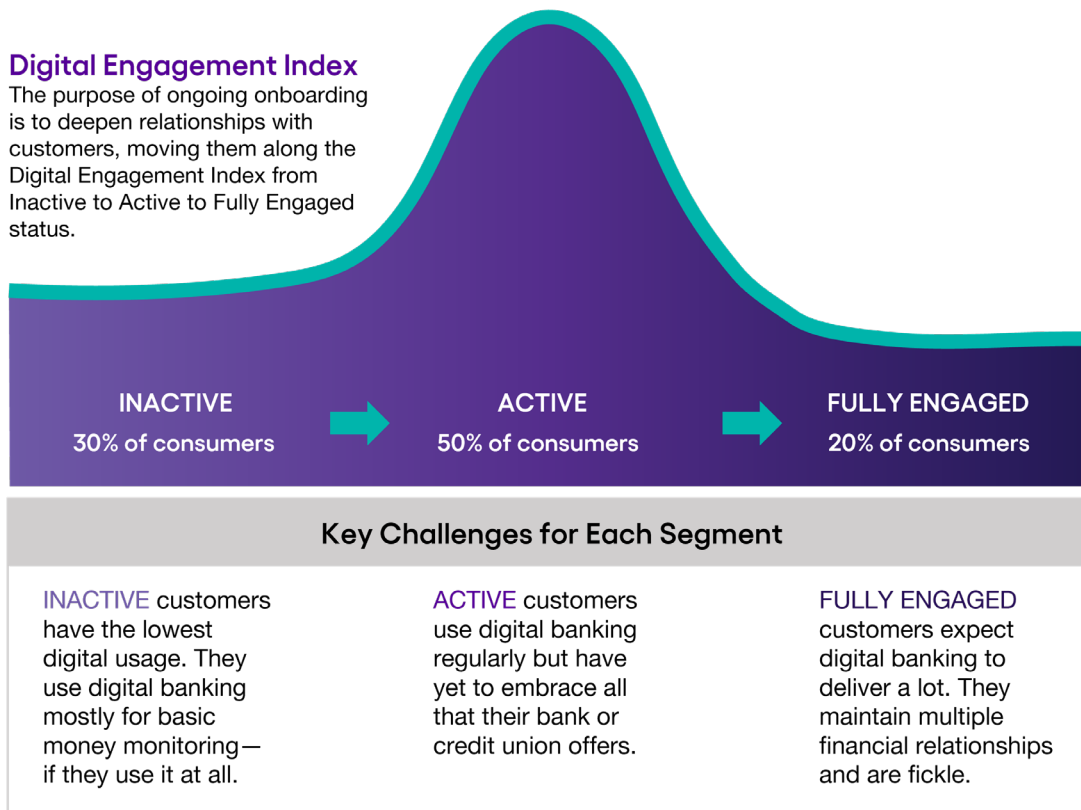 Digital Engagement Index
The purpose of ongoing onboarding
is to deepen relationships with
customers, moving them along the
Digital Engagement Index from
Inactive to Active to Fully Engaged
status.
INACTIVE
30% of consumers
ACTIVE
50% of consumers
FULLY ENGAGED
20% of consumers
Key Challenges for Each Segment
INACTIVE customers
have the lowest
digital usage. They
use digital banking
mostly for basic
money monitoring—
if they use it at all.
ACTIVE customers
use digital banking
regularly but have
yet to embrace all
that their bank or
credit union offers.
FULLY ENGAGED
customers expect
digital banking to
deliver a lot. They
maintain multiple
financial relationships
and are fickle.